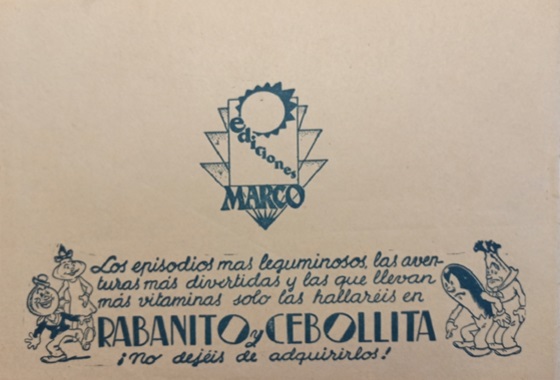 ediciones
MARCO
Los episodios mas leguminosos, las aven-
turas más divertidas y las que llevan
más vitaminas solo las hallaréis en
RABANITO y CEBOLLITA
¡No dejéis de adquirirlos!